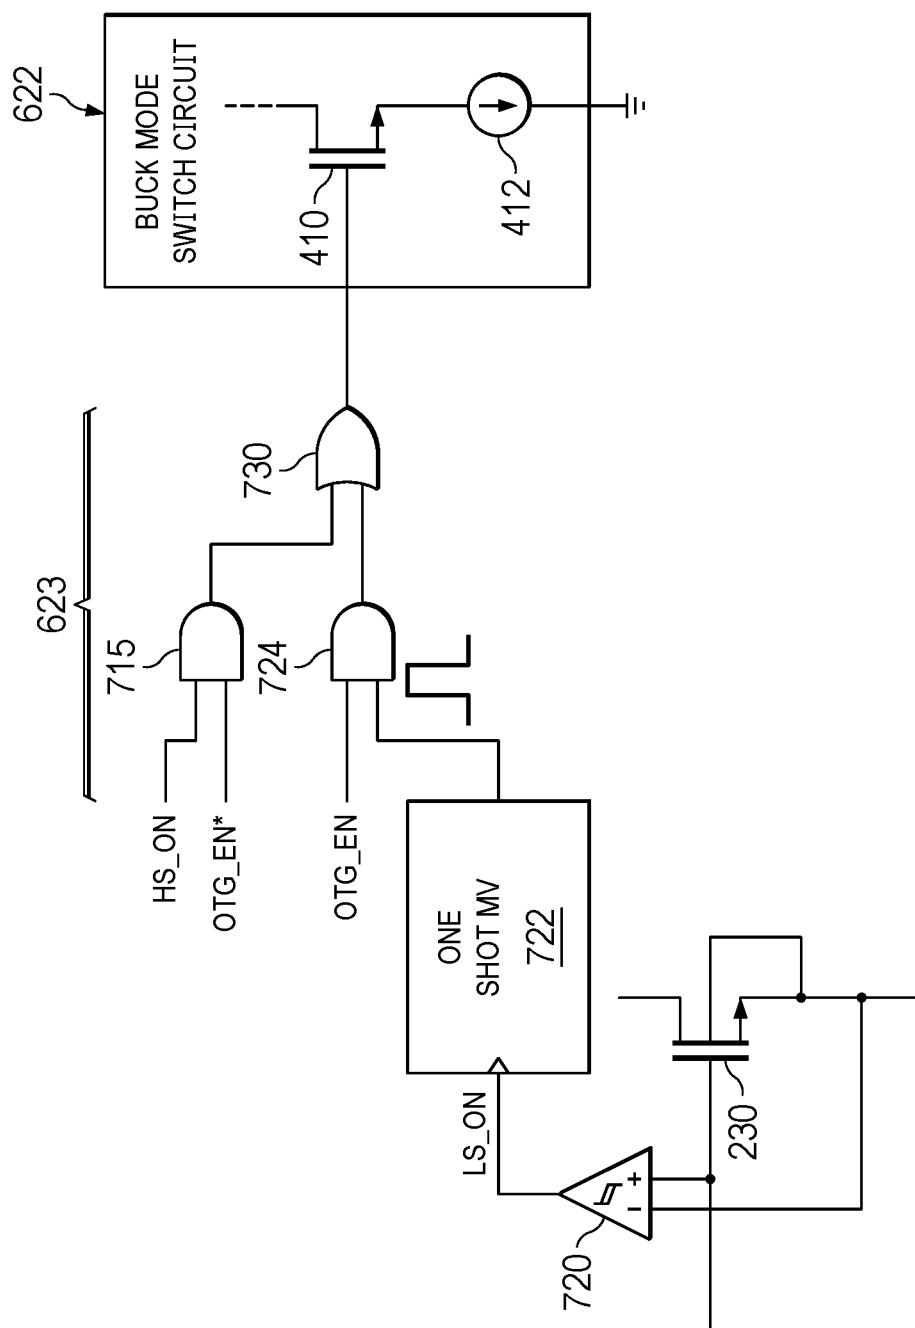 622
BUCK MODE
SWITCH CIRCUIT
410
412
623
730
715
724
HS_ON
OTG_EN*
OTG_EN
ONE
SHOT MV
722
LS_ON
+
−
720
230